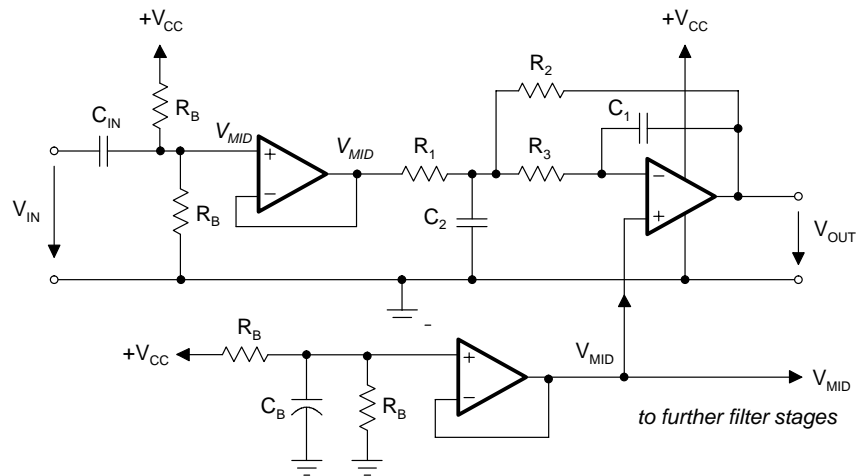 +V_CC
+V_CC
R_B
R_2
C_IN
C_1
V_MID
V_MID
R_1
R_3
+
−
−
+
V_IN
R_B
C_2
V_OUT
R_B
+V_CC
V_MID
+
−
V_MID
C_B
R_B
to further filter stages